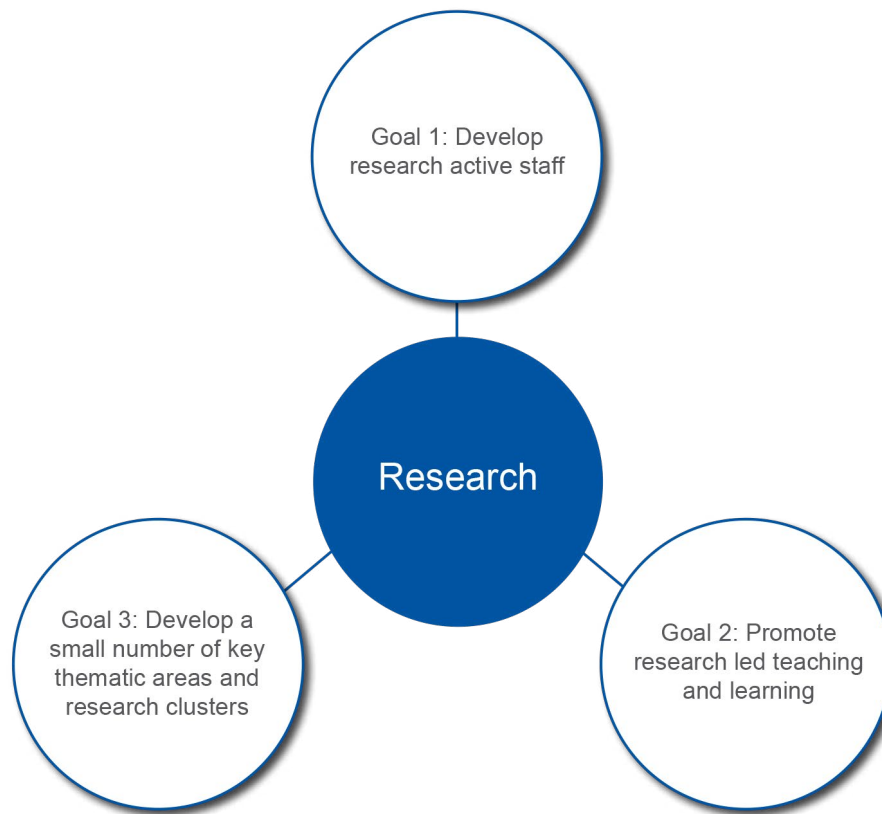 Goal 1: Develop
research active staff
Research
Goal 3: Develop a
small number of key
thematic areas and
research clusters
Goal 2: Promote
research led teaching
and learning